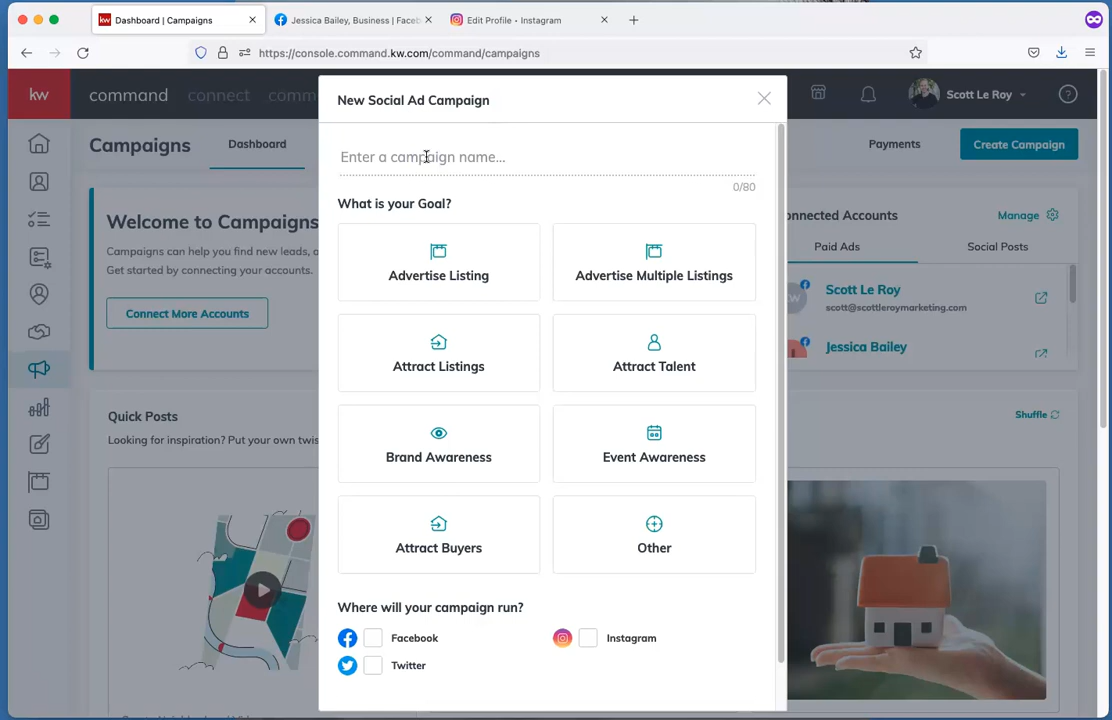 Dashboard | Campaigns
Jessica Bailey, Business | Faceb
Edit Profile • Instagram
https://console.command.kw.com/command/campaigns
kw
command
connect
comm
Scott Le Roy
New Social Ad Campaign
Campaigns
Dashboard
Payments
Create Campaign
Enter a campaign name...
0/80
Welcome to Campaigns
Campaigns can help you find new leads, a
Get started by connecting your accounts.
Connect More Accounts
What is your Goal?
Advertise Listing
Advertise Multiple Listings
Attract Listings
Attract Talent
Brand Awareness
Event Awareness
Attract Buyers
Other
Where will your campaign run?
Facebook
Instagram
Twitter
onnected Accounts
Manage
Paid Ads
Social Posts
Scott Le Roy
scott@scottleroymarketing.com
Jessica Bailey
Quick Posts
Looking for inspiration? Put your own twis
Shuffle